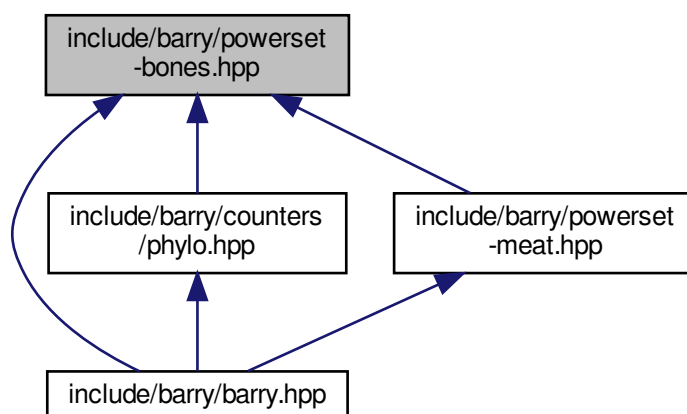 include/barry/powerset
-bones.hpp
include/barry/counters
/phylo.hpp
include/barry/powerset
-meat.hpp
include/barry/barry.hpp